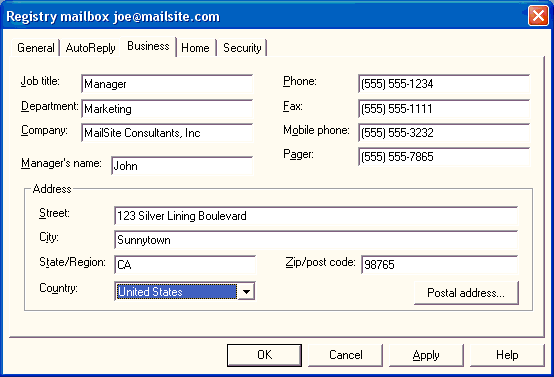 Registry mailbox joe@mailsite.com
General AutoReply Business Home Security
Job title: Manager Phone: (555) 555-1234
Department: Marketing Fax: (555) 555-1111
Company: MailSite Consultants, Inc Mobile phone: (555) 555-3232
Manager's name: John Pager: (555) 555-7865
Address
Street: 123 Silver Lining Boulevard
City: Sunnytown
State/Region: CA Zip/post code: 98765
Country: United States Postal address...
OK Cancel Apply Help